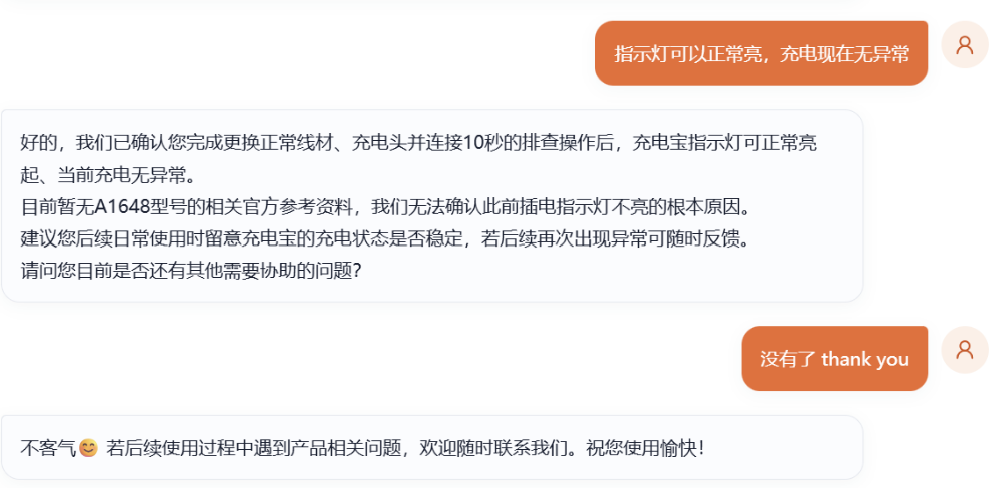 指示灯可以正常亮，充电现在无异常
好的，我们已确认您完成更换正常线材、充电头并连接10秒的排查操作后，充电宝指示灯可正常亮
起、当前充电无异常。
目前暂无A1648型号的相关官方参考资料，我们无法确认此前插电指示灯不亮的根本原因。
建议您后续日常使用时留意充电宝的充电状态是否稳定，若后续再次出现异常可随时反馈。
请问您目前是否还有其他需要协助的问题?
没有了 thank you
不客气😊 若后续使用过程中遇到产品相关问题，欢迎随时联系我们。祝您使用愉快!